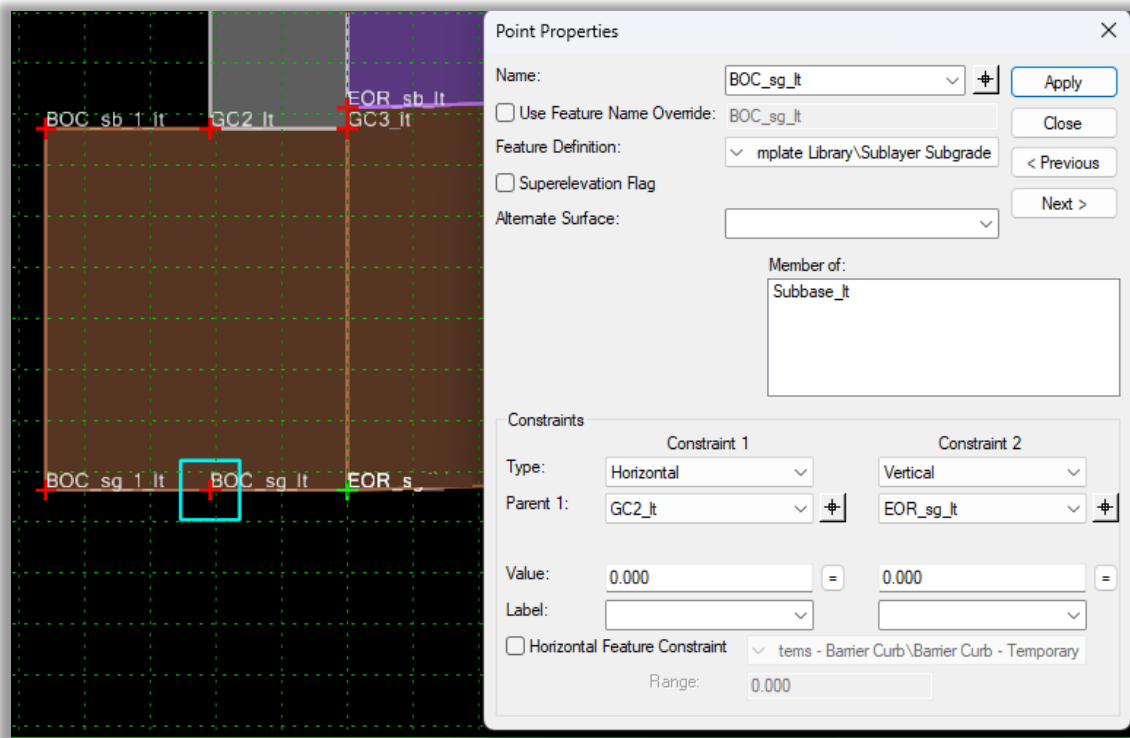 EOR_sb_lt
BOC_sb_1_lt
GC2_lt
GC3_lt
BOC_sg_1_lt
BOC_sg_lt
EOR_s
Point Properties
Name:
BOC_sg_lt
Apply
Use Feature Name Override:
BOC_sg_lt
Close
Feature Definition:
mplate Library\Sublayer Subgrade
< Previous
Superelevation Flag
Next >
Alternate Surface:
Member of:
Subbase_lt
Constraints
Constraint 1
Constraint 2
Type:
Horizontal
Vertical
Parent 1:
GC2_lt
EOR_sg_lt
Value:
0.000
=
0.000
=
Label:
Horizontal Feature Constraint
tems - Barrier Curb\Barrier Curb - Temporary
Range:
0.000